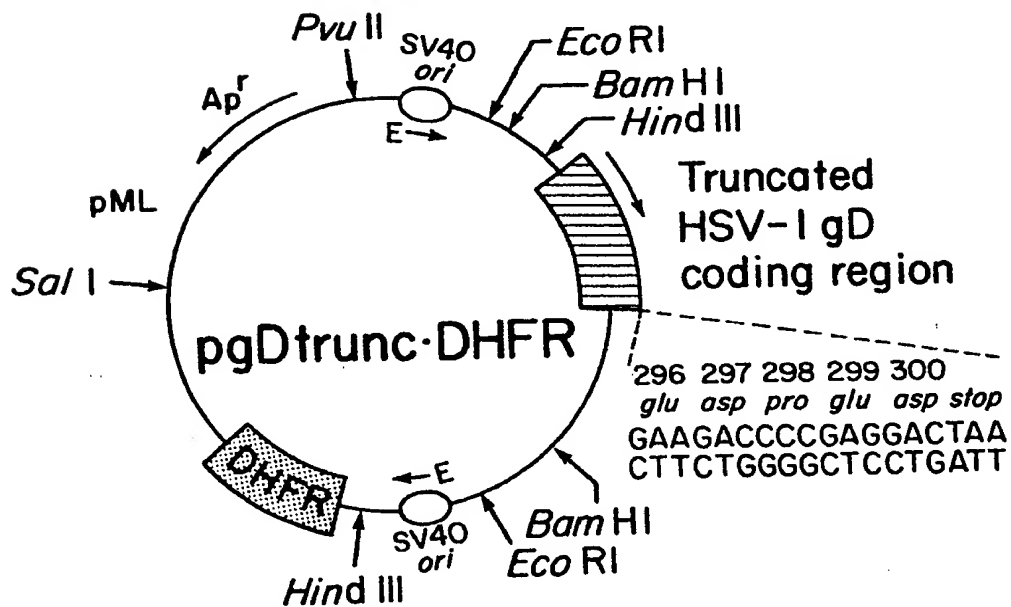 Pvu II
SV40
ori
Eco RI
Bam HI
Hind III
Apʳ
E
pML
Truncated
HSV-I gD
coding region
Sal I
pgDtrunc·DHFR
296 297 298 299 300
glu asp pro glu asp stop
GAAGACCCCGAGGACTAA
CTTCTGGGGCTCCTGATT
DHFR
E
SV40
ori
Bam HI
Eco RI
Hind III